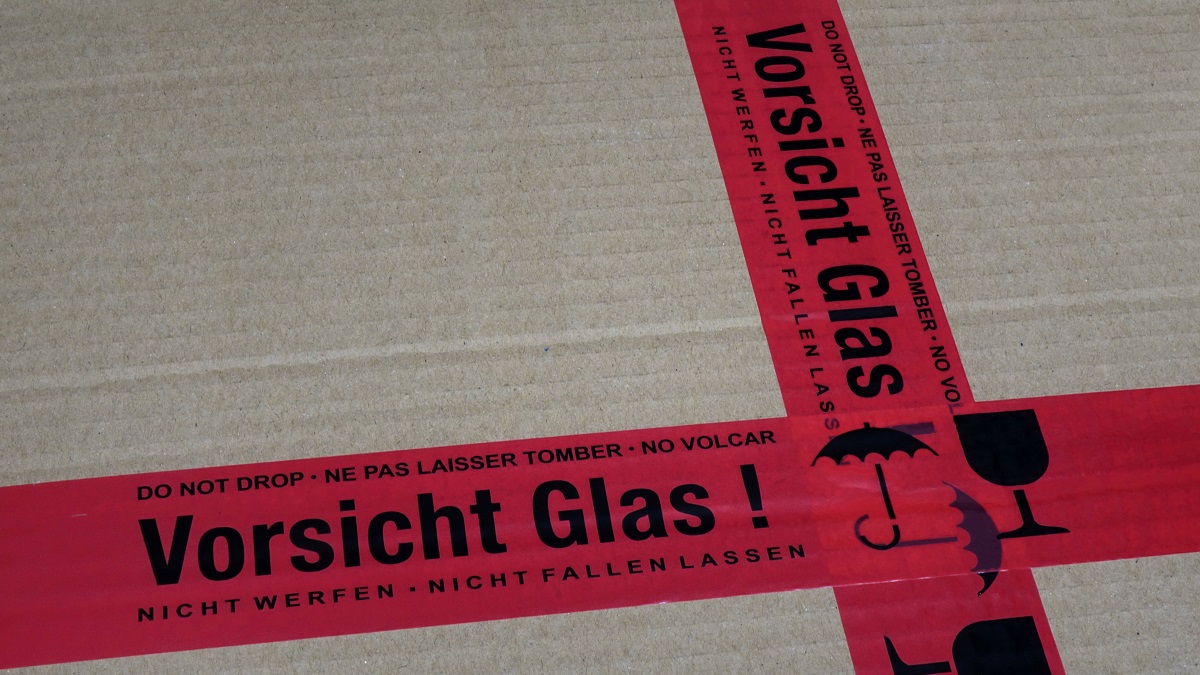 DO NOT DROP · NE PAS LAISSER TOMBER · NO VOL
Vorsicht Glas
NICHT WERFEN · NICHT FALLEN LASS
DO NOT DROP · NE PAS LAISSER TOMBER · NO VOLCAR
Vorsicht Glas !
NICHT WERFEN · NICHT FALLEN LASSEN